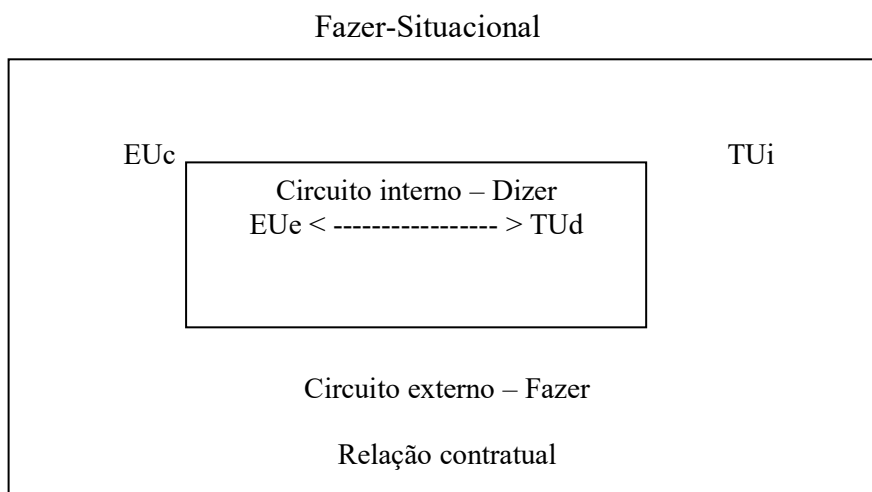 Fazer-Situacional
EUc TUi
Circuito interno – Dizer
EUe < ----------------- > TUd
Circuito externo – Fazer
Relação contratual